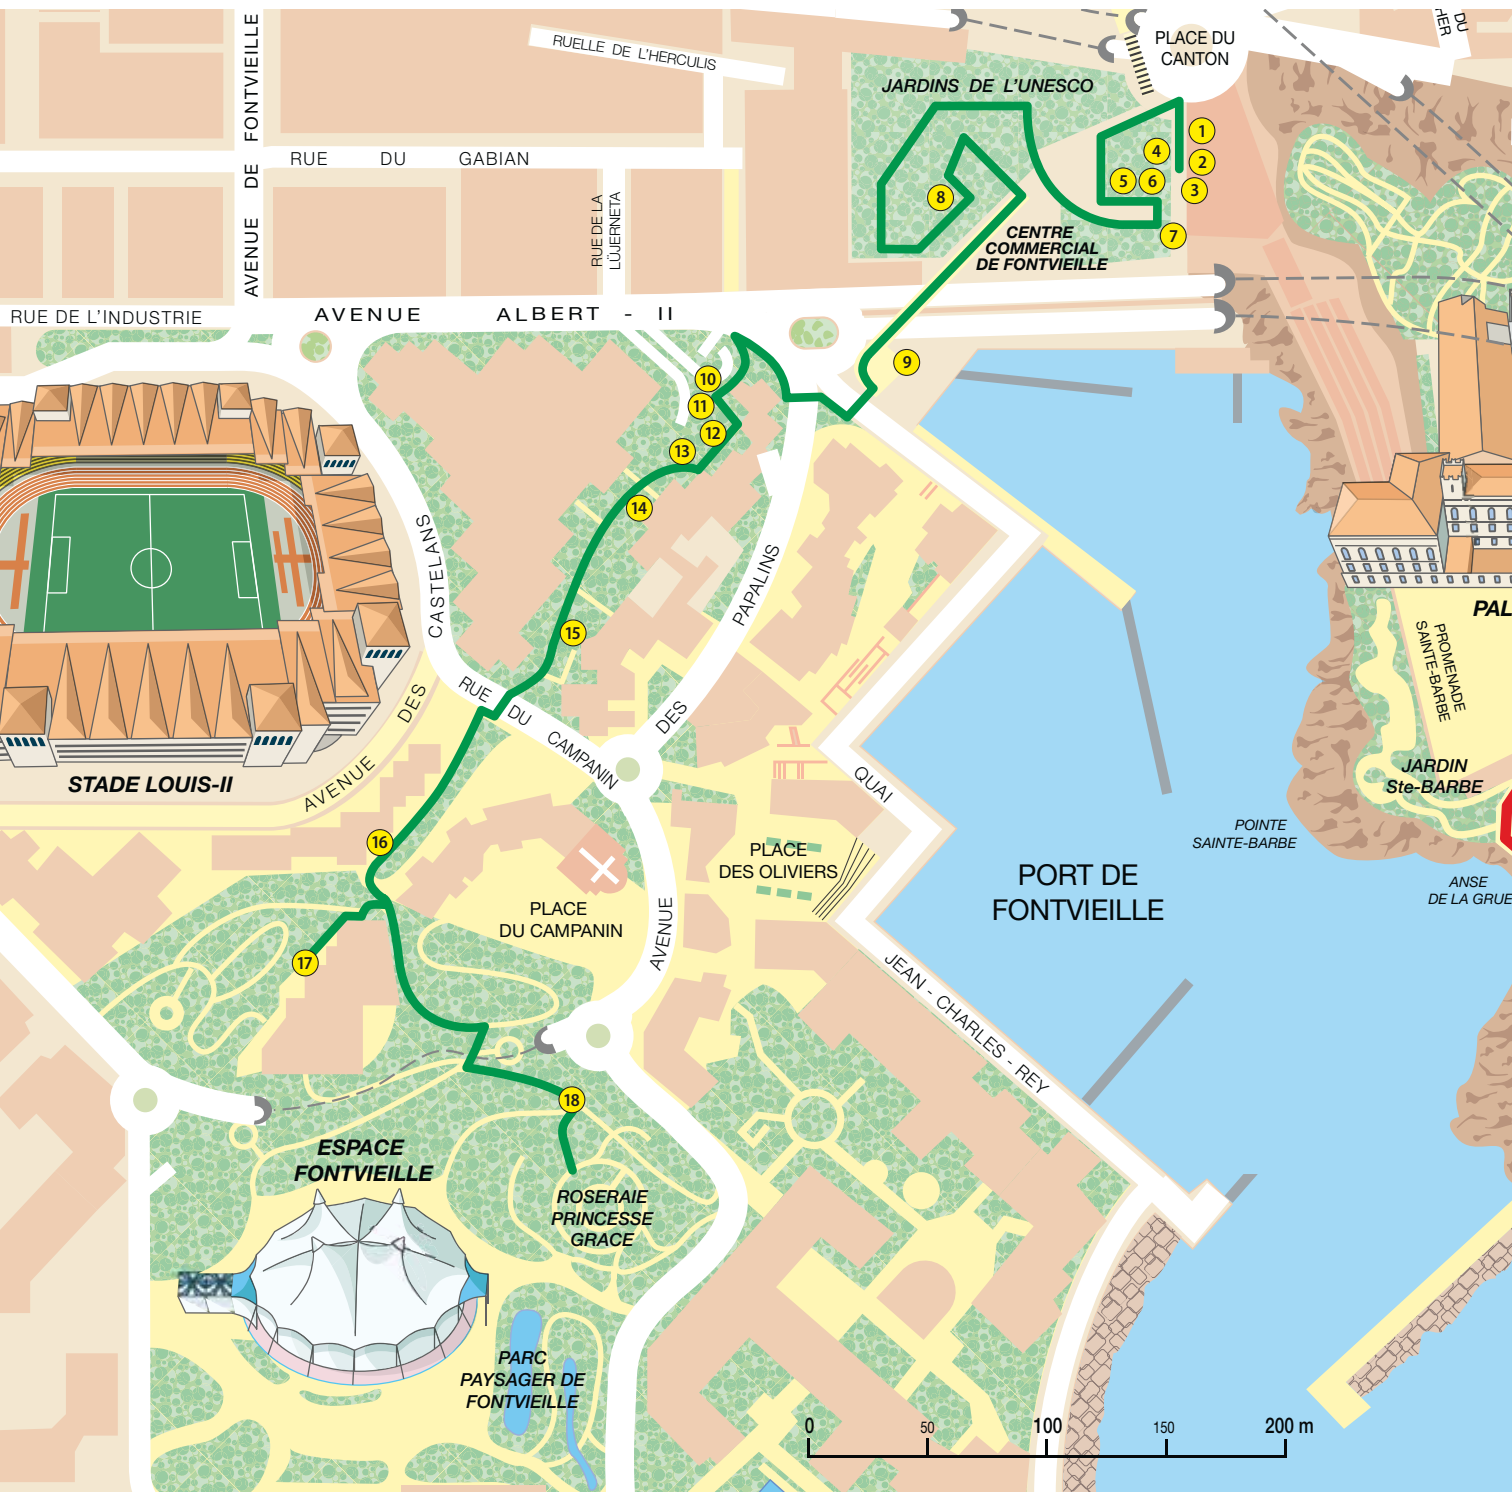 AVENUE DE FONTVIEILLE
RUELLE DE L'HERCULIS
PLACE DU
CANTON
DU
HER
JARDINS DE L'UNESCO
RUE DU GABIAN
1
2
3
4
5
6
7
8
RUE DE LA
LÜJERNETA
CENTRE
COMMERCIAL
DE FONTVIEILLE
RUE DE L'INDUSTRIE
AVENUE ALBERT - II
9
10
11
12
13
14
15
AVENUE DES CASTELANS
AVENUE DES PAPALINS
RUE DU CAMPANIN
STADE LOUIS-II
PAL
PROMENADE
SAINTE-BARBE
JARDIN
Ste-BARBE
POINTE
SAINTE-BARBE
ANSE
DE LA GRUE
QUAI JEAN - CHARLES - REY
PORT DE
FONTVIEILLE
PLACE
DES OLIVIERS
PLACE
DU CAMPANIN
16
17
18
ESPACE
FONTVIEILLE
ROSERAIE
PRINCESSE
GRACE
PARC
PAYSAGER DE
FONTVIEILLE
0 50 100 150 200 m